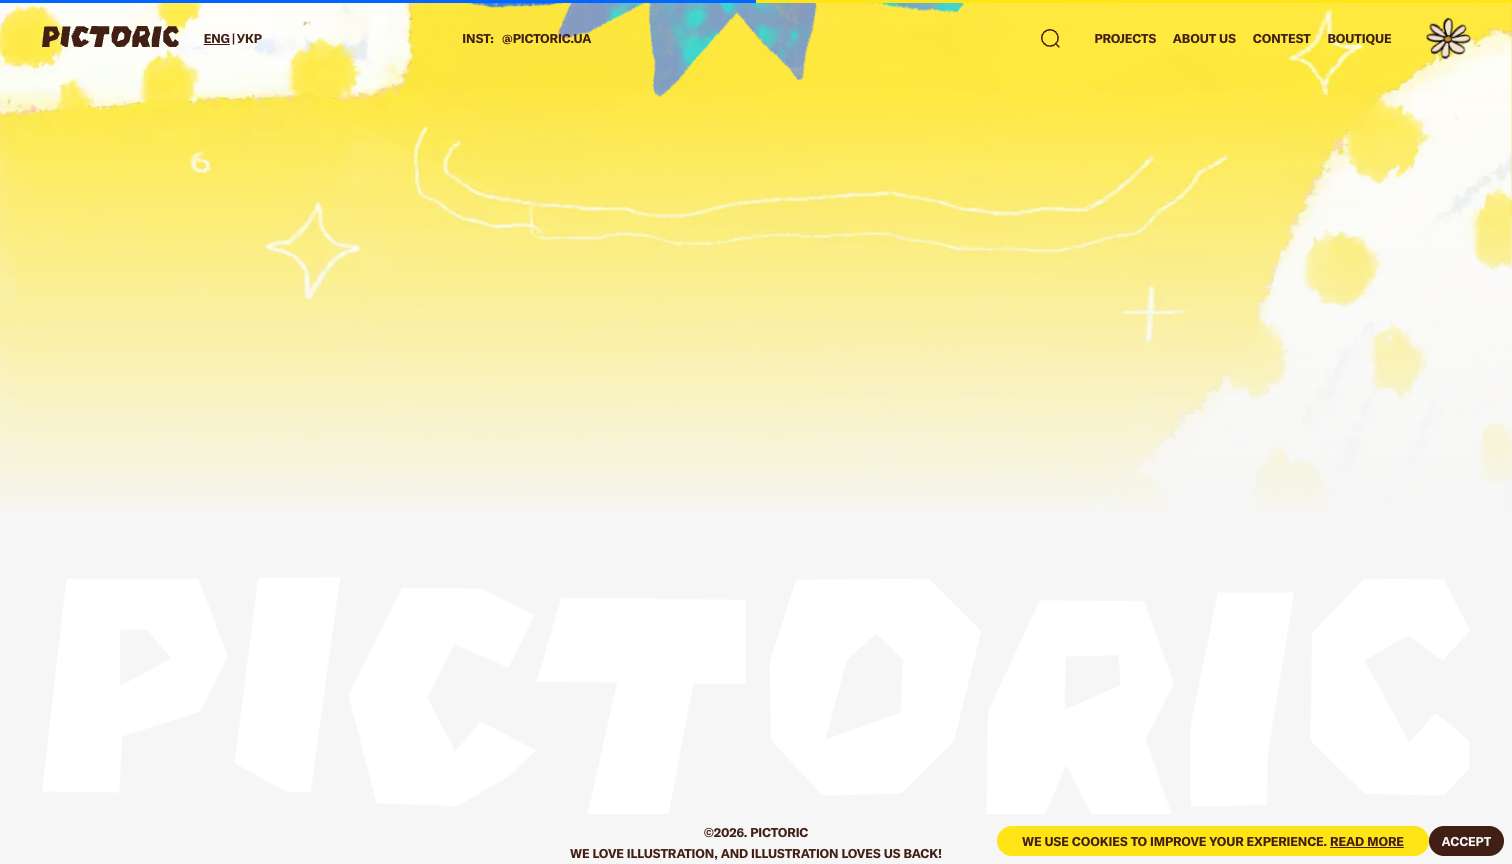 PICTORIC
ENG | УКР
INST: @PICTORIC.UA
PROJECTS ABOUT US CONTEST BOUTIQUE
6
PICTORIC
©2026. PICTORIC
WE LOVE ILLUSTRATION, AND ILLUSTRATION LOVES US BACK!
WE USE COOKIES TO IMPROVE YOUR EXPERIENCE. READ MORE
ACCEPT